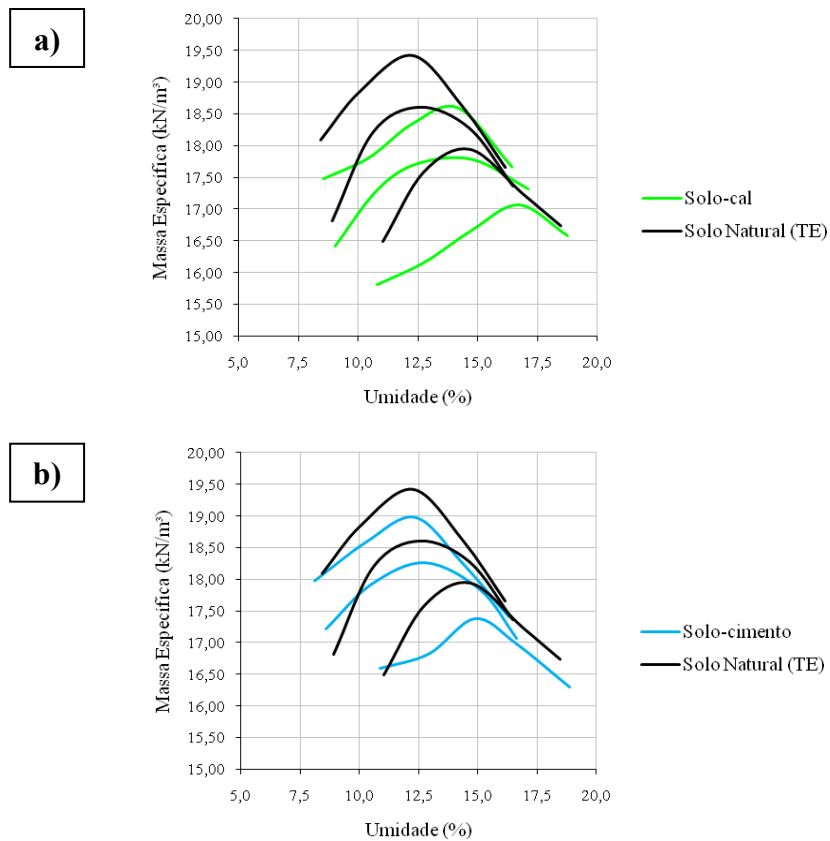 a)
Massa Específica (kN/m³)
20,00
19,50
19,00
18,50
18,00
17,50
17,00
16,50
16,00
15,50
15,00
5,0 7,5 10,0 12,5 15,0 17,5 20,0
Umidade (%)
Solo-cal
Solo Natural (TE)
b)
Massa Específica (kN/m³)
20,00
19,50
19,00
18,50
18,00
17,50
17,00
16,50
16,00
15,50
15,00
5,0 7,5 10,0 12,5 15,0 17,5 20,0
Umidade (%)
Solo-cimento
Solo Natural (TE)